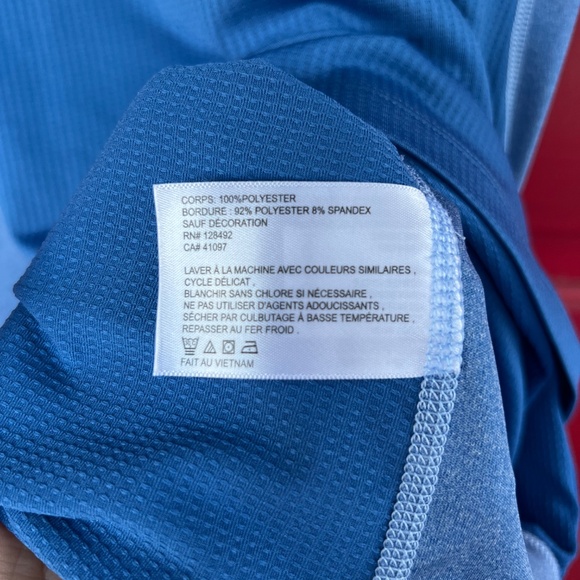 CORPS: 100%POLYESTER
BORDURE : 92% POLYESTER 8% SPANDEX
SAUF DÉCORATION
RN# 128492
CA# 41097
LAVER À LA MACHINE AVEC COULEURS SIMILAIRES ,
CYCLE DÉLICAT ,
BLANCHIR SANS CHLORE SI NÉCESSAIRE ,
NE PAS UTILISER D'AGENTS ADOUCISSANTS ,
SÉCHER PAR CULBUTAGE À BASSE TEMPÉRATURE ,
REPASSER AU FER FROID .
FAIT AU VIETNAM